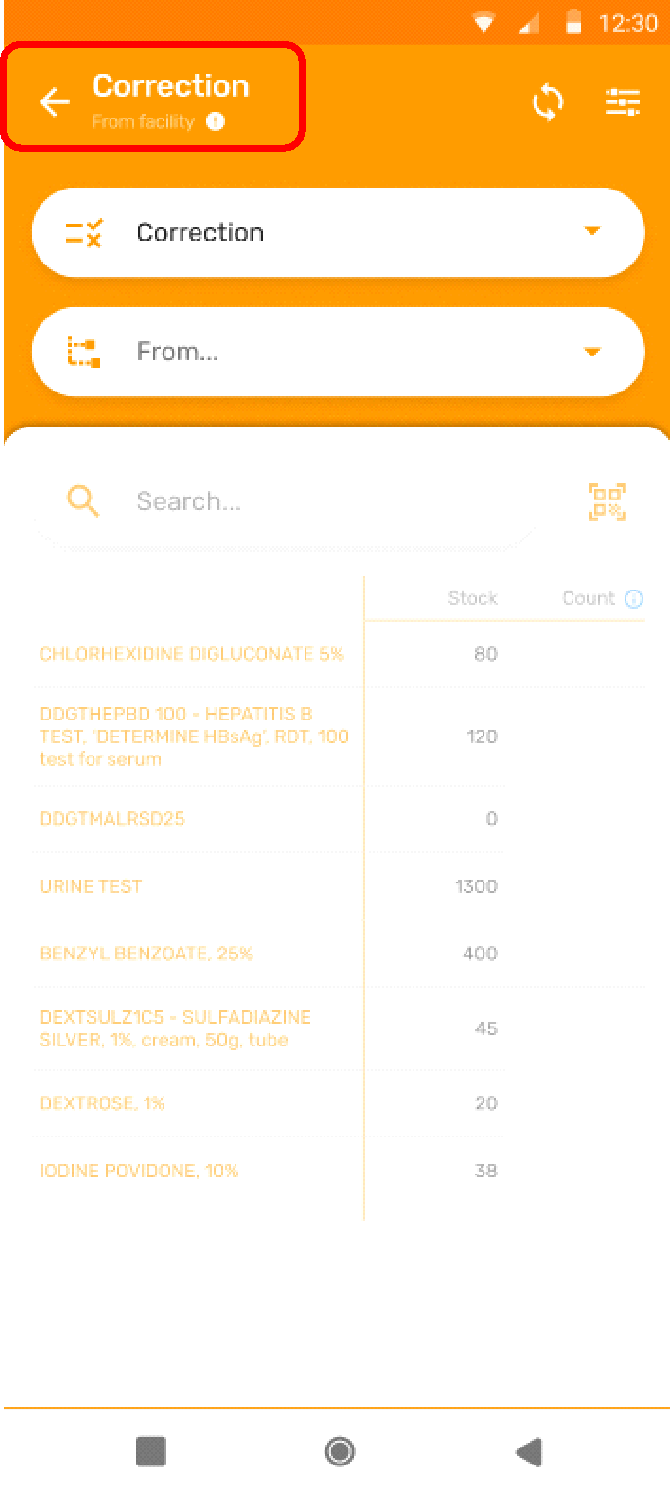 12:30
Correction
From facility
Correction
From...
Search...
Stock Count
CHLORHEXIDINE DIGLUCONATE 5% 80
DDGTHEPBD 100 - HEPATITIS B
TEST, 'DETERMINE HBsAg', RDT, 100 120
test for serum
DDGTMALRSD25 0
URINE TEST 1300
BENZYL BENZOATE, 25% 400
DEXTSULZ1C5 - SULFADIAZINE
SILVER, 1%, cream, 50g, tube 45
DEXTROSE, 1% 20
IODINE POVIDONE, 10% 38